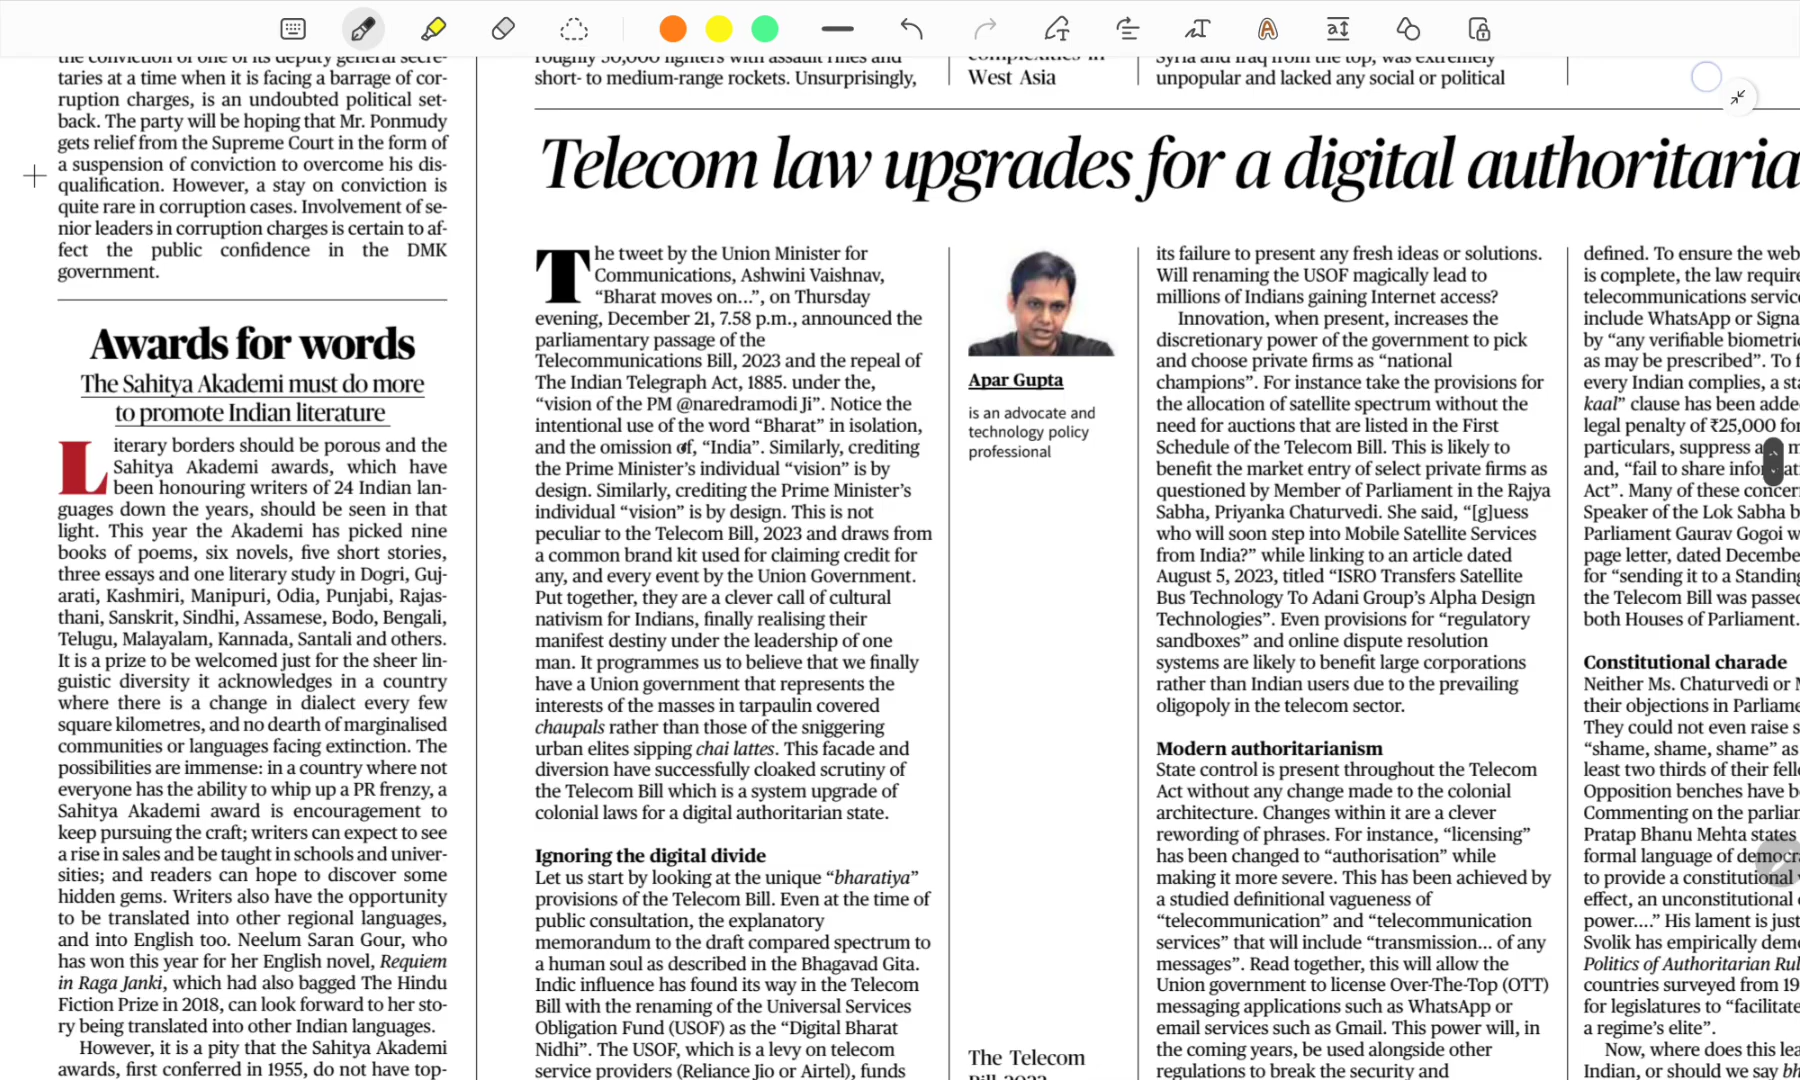 the conviction of one of its deputy general secre-
taries at a time when it is facing a barrage of cor-
ruption charges, is an undoubted political set-
back. The party will be hoping that Mr. Ponmudy
gets relief from the Supreme Court in the form of
a suspension of conviction to overcome his dis-
qualification. However, a stay on conviction is
quite rare in corruption cases. Involvement of se-
nior leaders in corruption charges is certain to af-
fect the public confidence in the DMK
government.
Awards for words
The Sahitya Akademi must do more
to promote Indian literature
Literary borders should be porous and the
Sahitya Akademi awards, which have
been honouring writers of 24 Indian lan-
guages down the years, should be seen in that
light. This year the Akademi has picked nine
books of poems, six novels, five short stories,
three essays and one literary study in Dogri, Guj-
arati, Kashmiri, Manipuri, Odia, Punjabi, Rajas-
thani, Sanskrit, Sindhi, Assamese, Bodo, Bengali,
Telugu, Malayalam, Kannada, Santali and others.
It is a prize to be welcomed just for the sheer lin-
guistic diversity it acknowledges in a country
where there is a change in dialect every few
square kilometres, and no dearth of marginalised
communities or languages facing extinction. The
possibilities are immense: in a country where not
everyone has the ability to whip up a PR frenzy, a
Sahitya Akademi award is encouragement to
keep pursuing the craft; writers can expect to see
a rise in sales and be taught in schools and univer-
sities; and readers can hope to discover some
hidden gems. Writers also have the opportunity
to be translated into other regional languages,
and into English too. Neelum Saran Gour, who
has won this year for her English novel, Requiem
in Raga Janki, which had also bagged The Hindu
Fiction Prize in 2018, can look forward to her sto-
ry being translated into other Indian languages.
However, it is a pity that the Sahitya Akademi
awards, first conferred in 1955, do not have top-
roughly 30,000 fighters with assault rifles and
short- to medium-range rockets. Unsurprisingly,
complexities in
West Asia
Syria and Iraq from the top, was extremely
unpopular and lacked any social or political
Telecom law upgrades for a digital authoritaria
The tweet by the Union Minister for
Communications, Ashwini Vaishnav,
“Bharat moves on...”, on Thursday
evening, December 21, 7.58 p.m., announced the
parliamentary passage of the
Telecommunications Bill, 2023 and the repeal of
The Indian Telegraph Act, 1885. under the,
“vision of the PM @naredramodi Ji”. Notice the
intentional use of the word “Bharat” in isolation,
and the omission of, “India”. Similarly, crediting
the Prime Minister’s individual “vision” is by
design. Similarly, crediting the Prime Minister’s
individual “vision” is by design. This is not
peculiar to the Telecom Bill, 2023 and draws from
a common brand kit used for claiming credit for
any, and every event by the Union Government.
Put together, they are a clever call of cultural
nativism for Indians, finally realising their
manifest destiny under the leadership of one
man. It programmes us to believe that we finally
have a Union government that represents the
interests of the masses in tarpaulin covered
chaupals rather than those of the sniggering
urban elites sipping chai lattes. This facade and
diversion have successfully cloaked scrutiny of
the Telecom Bill which is a system upgrade of
colonial laws for a digital authoritarian state.
Ignoring the digital divide
Let us start by looking at the unique “bharatiya”
provisions of the Telecom Bill. Even at the time of
public consultation, the explanatory
memorandum to the draft compared spectrum to
a human soul as described in the Bhagavad Gita.
Indic influence has found its way in the Telecom
Bill with the renaming of the Universal Services
Obligation Fund (USOF) as the “Digital Bharat
Nidhi”. The USOF, which is a levy on telecom
service providers (Reliance Jio or Airtel), funds
Apar Gupta
is an advocate and
technology policy
professional
The Telecom
Bill 2023
its failure to present any fresh ideas or solutions.
Will renaming the USOF magically lead to
millions of Indians gaining Internet access?
Innovation, when present, increases the
discretionary power of the government to pick
and choose private firms as “national
champions”. For instance take the provisions for
the allocation of satellite spectrum without the
need for auctions that are listed in the First
Schedule of the Telecom Bill. This is likely to
benefit the market entry of select private firms as
questioned by Member of Parliament in the Rajya
Sabha, Priyanka Chaturvedi. She said, “[g]uess
who will soon step into Mobile Satellite Services
from India?” while linking to an article dated
August 5, 2023, titled “ISRO Transfers Satellite
Bus Technology To Adani Group’s Alpha Design
Technologies”. Even provisions for “regulatory
sandboxes” and online dispute resolution
systems are likely to benefit large corporations
rather than Indian users due to the prevailing
oligopoly in the telecom sector.
Modern authoritarianism
State control is present throughout the Telecom
Act without any change made to the colonial
architecture. Changes within it are a clever
rewording of phrases. For instance, “licensing”
has been changed to “authorisation” while
making it more severe. This has been achieved by
a studied definitional vagueness of
“telecommunication” and “telecommunication
services” that will include “transmission... of any
messages”. Read together, this will allow the
Union government to license Over-The-Top (OTT)
messaging applications such as WhatsApp or
email services such as Gmail. This power will, in
the coming years, be used alongside other
regulations to break the security and
defined. To ensure the web
is complete, the law require
telecommunications service
include WhatsApp or Signa
by “any verifiable biometri
as may be prescribed”. To f
every Indian complies, a sta
kaal” clause has been adde
legal penalty of ₹25,000 for
particulars, suppress a m
and, “fail to share infor ati
Act”. Many of these concer
Speaker of the Lok Sabha b
Parliament Gaurav Gogoi w
page letter, dated Decembe
for “sending it to a Standing
the Telecom Bill was passed
both Houses of Parliament.
Constitutional charade
Neither Ms. Chaturvedi or M
their objections in Parliame
They could not even raise s
“shame, shame, shame” as
least two thirds of their fell
Opposition benches have b
Commenting on the parlian
Pratap Bhanu Mehta states
formal language of democra
to provide a constitutional
effect, an unconstitutional
power....” His lament is just
Svolik has empirically dem
Politics of Authoritarian Rul
countries surveyed from 19
for legislatures to “facilitate
a regime’s elite”.
Now, where does this lea
Indian, or should we say bh